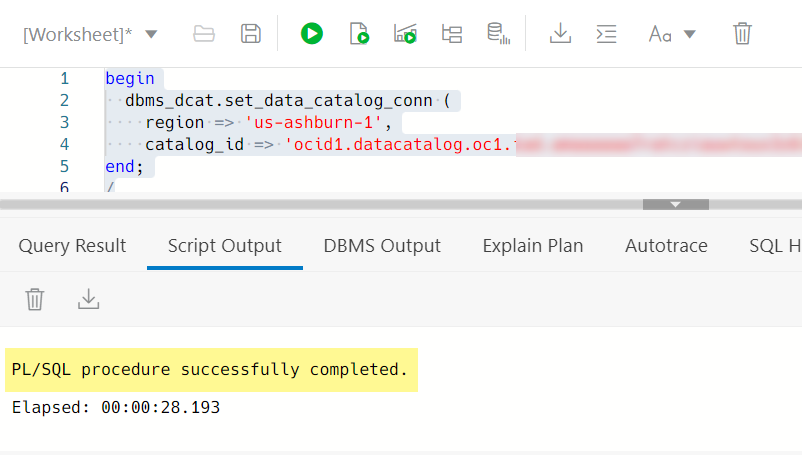 [Worksheet]*
Aa
1 begin
2 dbms_dcat.set_data_catalog_conn (
3 region => 'us-ashburn-1',
4 catalog_id => 'ocid1.datacatalog.oc1.
5 end;
6 /
Query Result Script Output DBMS Output Explain Plan Autotrace SQL H
PL/SQL procedure successfully completed.
Elapsed: 00:00:28.193